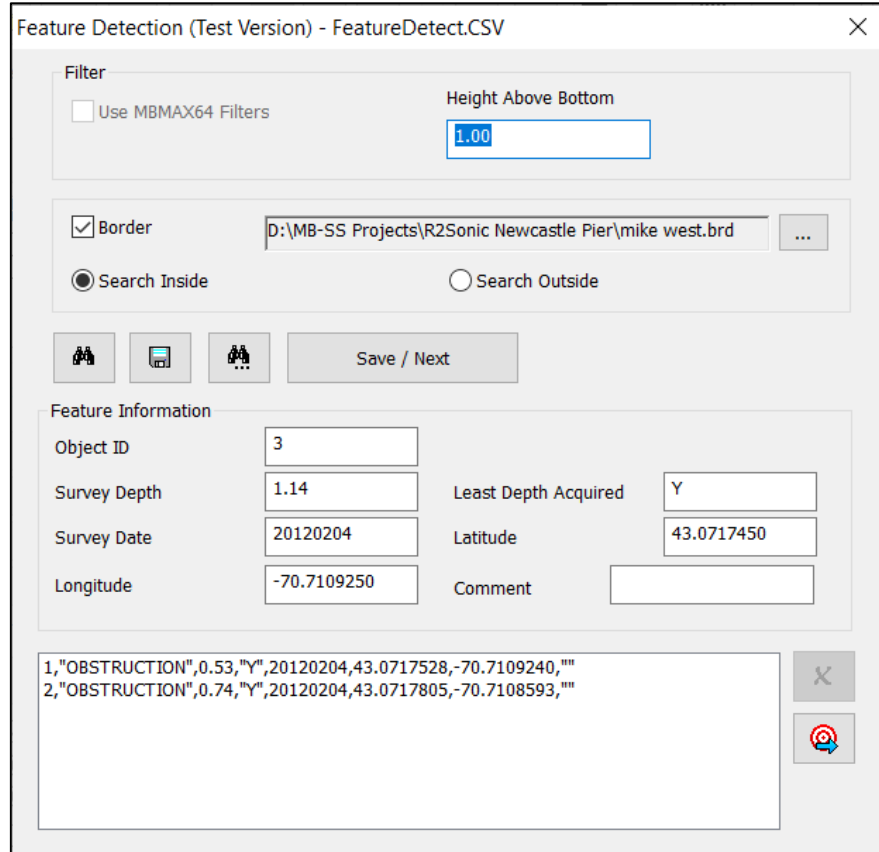 Feature Detection (Test Version) - FeatureDetect.CSV
Filter
Use MBMAX64 Filters
Height Above Bottom
1.00
Border
D:\MB-SS Projects\R2Sonic Newcastle Pier\mike west.brd
...
Search Inside
Search Outside
Save / Next
Feature Information
Object ID
3
Survey Depth
1.14
Least Depth Acquired
Y
Survey Date
20120204
Latitude
43.0717450
Longitude
-70.7109250
Comment
1,"OBSTRUCTION",0.53,"Y",20120204,43.0717528,-70.7109240,""
2,"OBSTRUCTION",0.74,"Y",20120204,43.0717805,-70.7108593,""